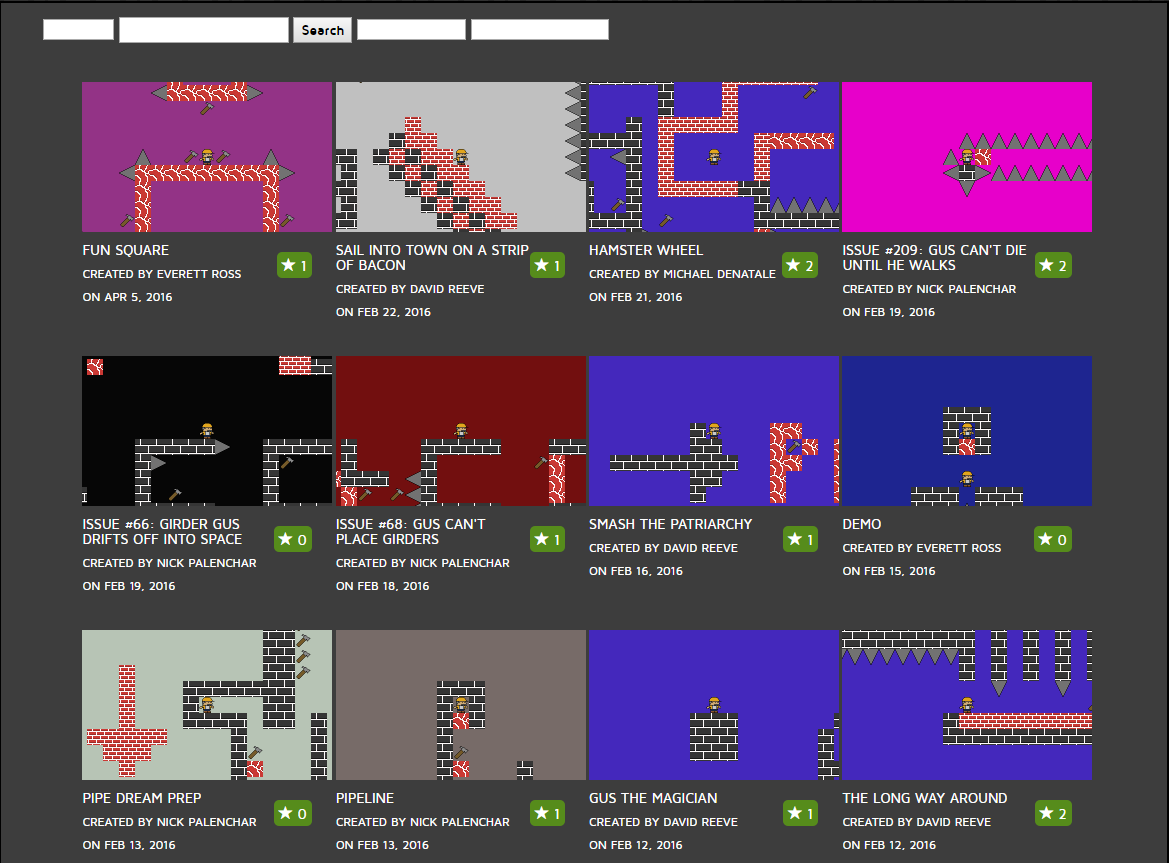 Search
FUN SQUARE
★ 1
CREATED BY EVERETT ROSS
ON APR 5, 2016
SAIL INTO TOWN ON A STRIP
OF BACON
★ 1
CREATED BY DAVID REEVE
ON FEB 22, 2016
HAMSTER WHEEL
★ 2
CREATED BY MICHAEL DENATALE
ON FEB 21, 2016
ISSUE #209: GUS CAN'T DIE
UNTIL HE WALKS
★ 2
CREATED BY NICK PALENCHAR
ON FEB 19, 2016
ISSUE #66: GIRDER GUS
DRIFTS OFF INTO SPACE
★ 0
CREATED BY NICK PALENCHAR
ON FEB 19, 2016
ISSUE #68: GUS CAN'T
PLACE GIRDERS
★ 1
CREATED BY NICK PALENCHAR
ON FEB 18, 2016
SMASH THE PATRIARCHY
★ 1
CREATED BY DAVID REEVE
ON FEB 16, 2016
DEMO
★ 0
CREATED BY EVERETT ROSS
ON FEB 15, 2016
PIPE DREAM PREP
★ 0
CREATED BY NICK PALENCHAR
ON FEB 13, 2016
PIPELINE
★ 1
CREATED BY NICK PALENCHAR
ON FEB 13, 2016
GUS THE MAGICIAN
★ 1
CREATED BY DAVID REEVE
ON FEB 12, 2016
THE LONG WAY AROUND
★ 2
CREATED BY DAVID REEVE
ON FEB 12, 2016